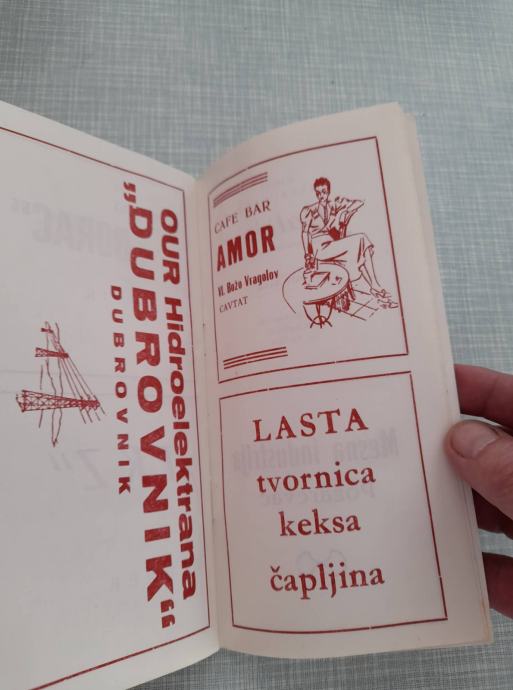 OUR Hidroelektrana
„DUBROVNIK“
DUBROVNIK
CAFE BAR
AMOR
Vl. Božo Vragolov
CAVTAT
LASTA
tvornica
keksa
čapljina